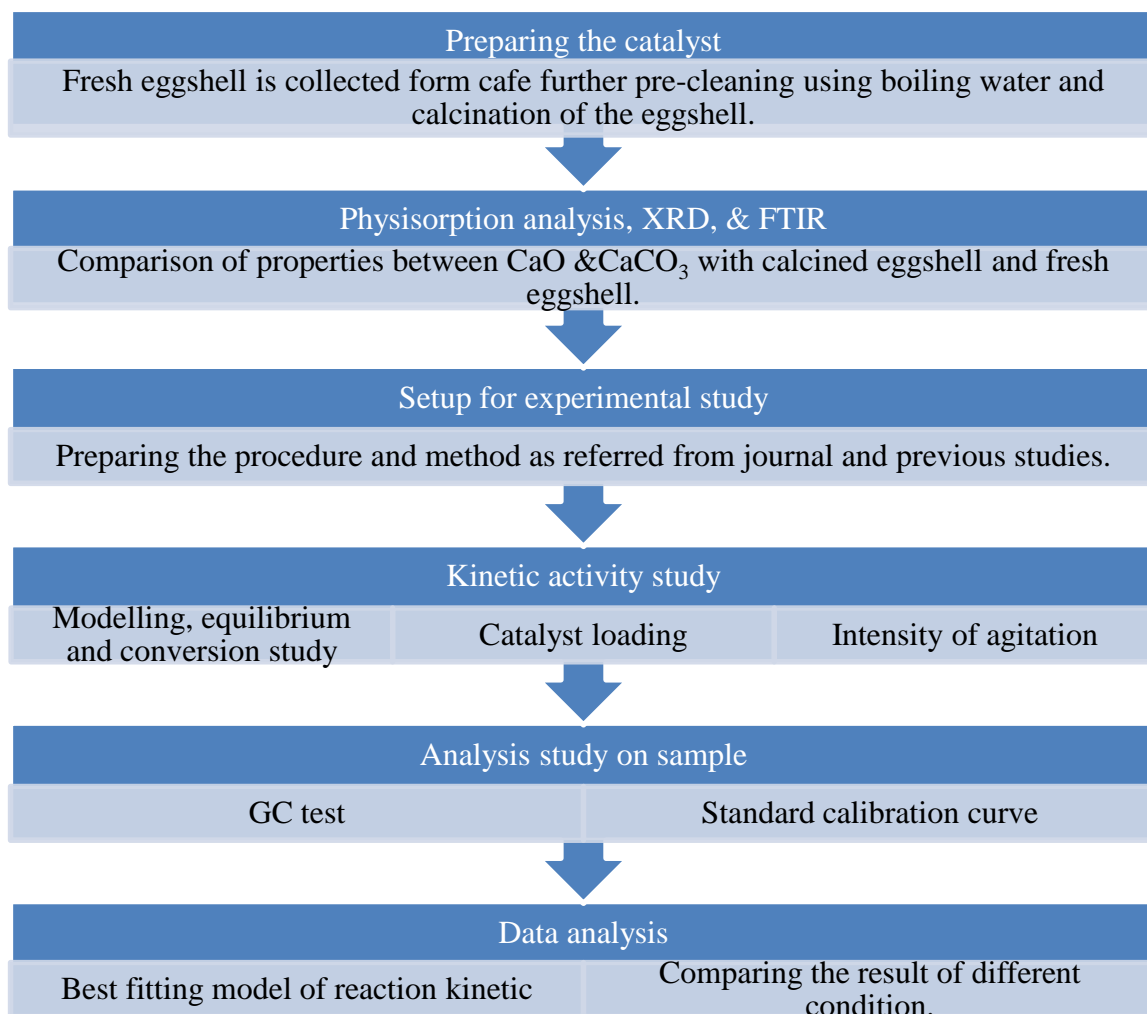 Preparing the catalyst
Fresh eggshell is collected form cafe further pre-cleaning using boiling water and
calcination of the eggshell.
Physisorption analysis, XRD, & FTIR
Comparison of properties between CaO &CaCO₃ with calcined eggshell and fresh
eggshell.
Setup for experimental study
Preparing the procedure and method as referred from journal and previous studies.
Kinetic activity study
Modelling, equilibrium
and conversion study
Catalyst loading
Intensity of agitation
Analysis study on sample
GC test
Standard calibration curve
Data analysis
Best fitting model of reaction kinetic
Comparing the result of different
condition.